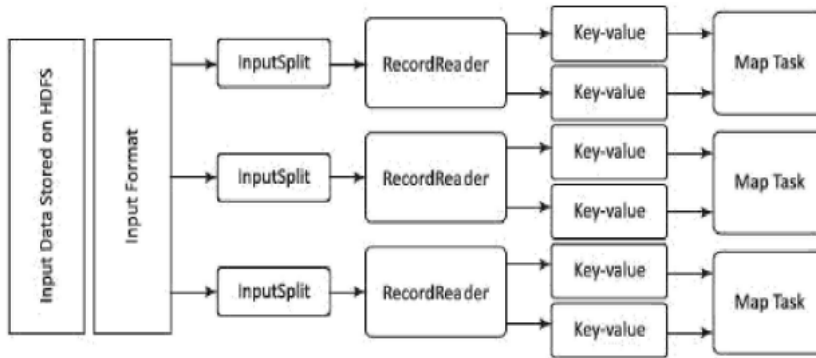 Input Data Stored on HDFS
Input Format
InputSplit
RecordReader
Key-value
Key-value
Map Task
InputSplit
RecordReader
Key-value
Key-value
Map Task
InputSplit
RecordReader
Key-value
Key-value
Map Task